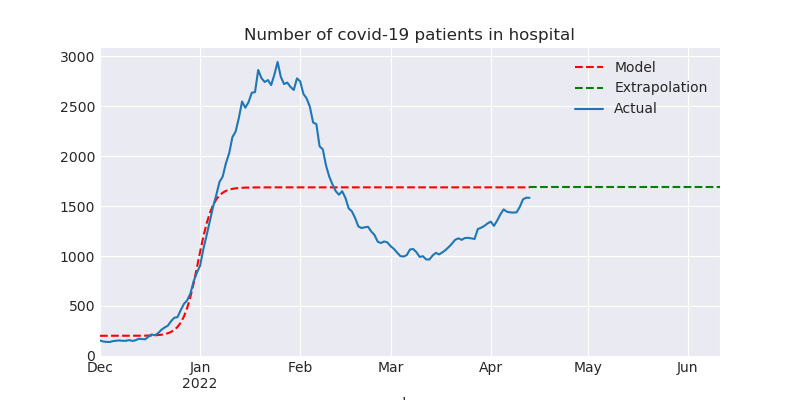 Number of covid-19 patients in hospital
3000
2500
2000
1500
1000
500
0
Model
Extrapolation
Actual
Dec Jan Feb Mar Apr May Jun
2022